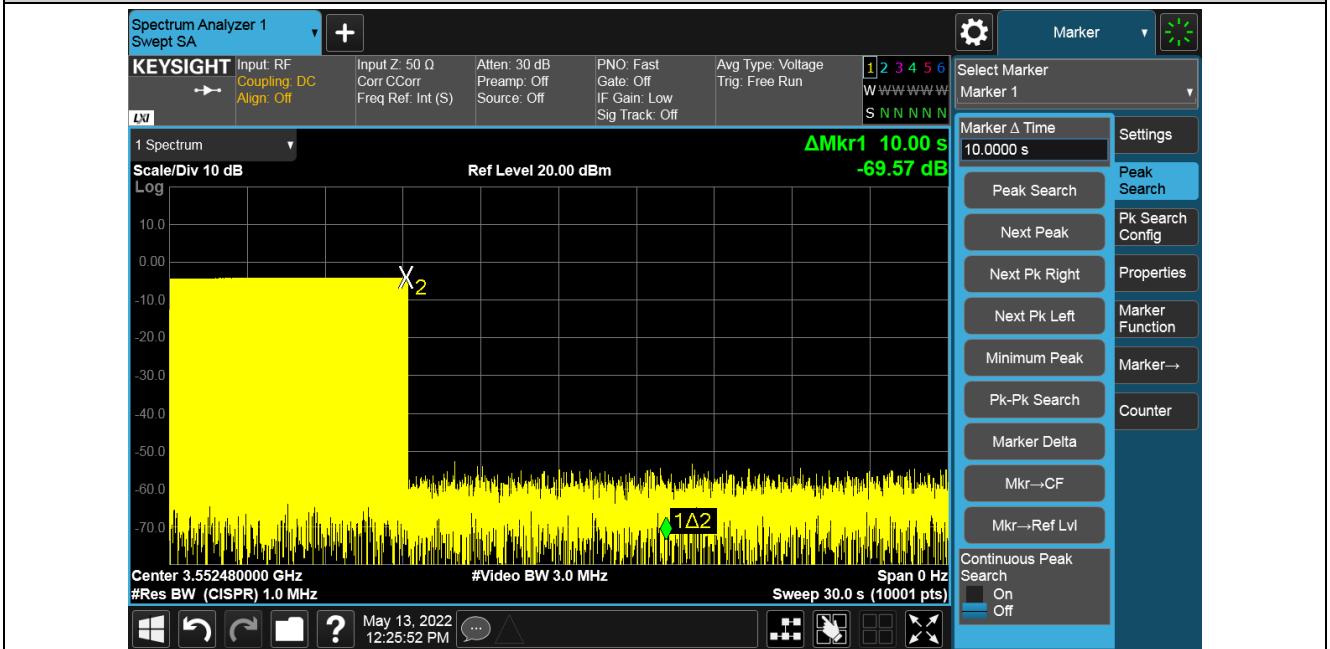 Spectrum Analyzer 1
Swept SA
Marker
KEYSIGHT
LXI
Input: RF
Coupling: DC
Align: Off
Input Z: 50 Ω
Corr CCorr
Freq Ref: Int (S)
Atten: 30 dB
Preamp: Off
Source: Off
PNO: Fast
Gate: Off
IF Gain: Low
Sig Track: Off
Avg Type: Voltage
Trig: Free Run
1 2 3 4 5 6
W W W W W W
S N N N N N
Select Marker
Marker 1
1 Spectrum
ΔMkr1 10.00 s
-69.57 dB
Scale/Div 10 dB
Ref Level 20.00 dBm
Log
10.0
0.00
-10.0
-20.0
-30.0
-40.0
-50.0
-60.0
-70.0
2
1Δ2
Center 3.552480000 GHz
#Video BW 3.0 MHz
Span 0 Hz
#Res BW (CISPR) 1.0 MHz
Sweep 30.0 s (10001 pts)
Marker Δ Time
10.0000 s
Peak Search
Next Peak
Next Pk Right
Next Pk Left
Minimum Peak
Pk-Pk Search
Marker Delta
Mkr→CF
Mkr→Ref Lvl
Continuous Peak
Search
On
Off
Settings
Peak
Search
Pk Search
Config
Properties
Marker
Function
Marker→
Counter
?
May 13, 2022
12:25:52 PM